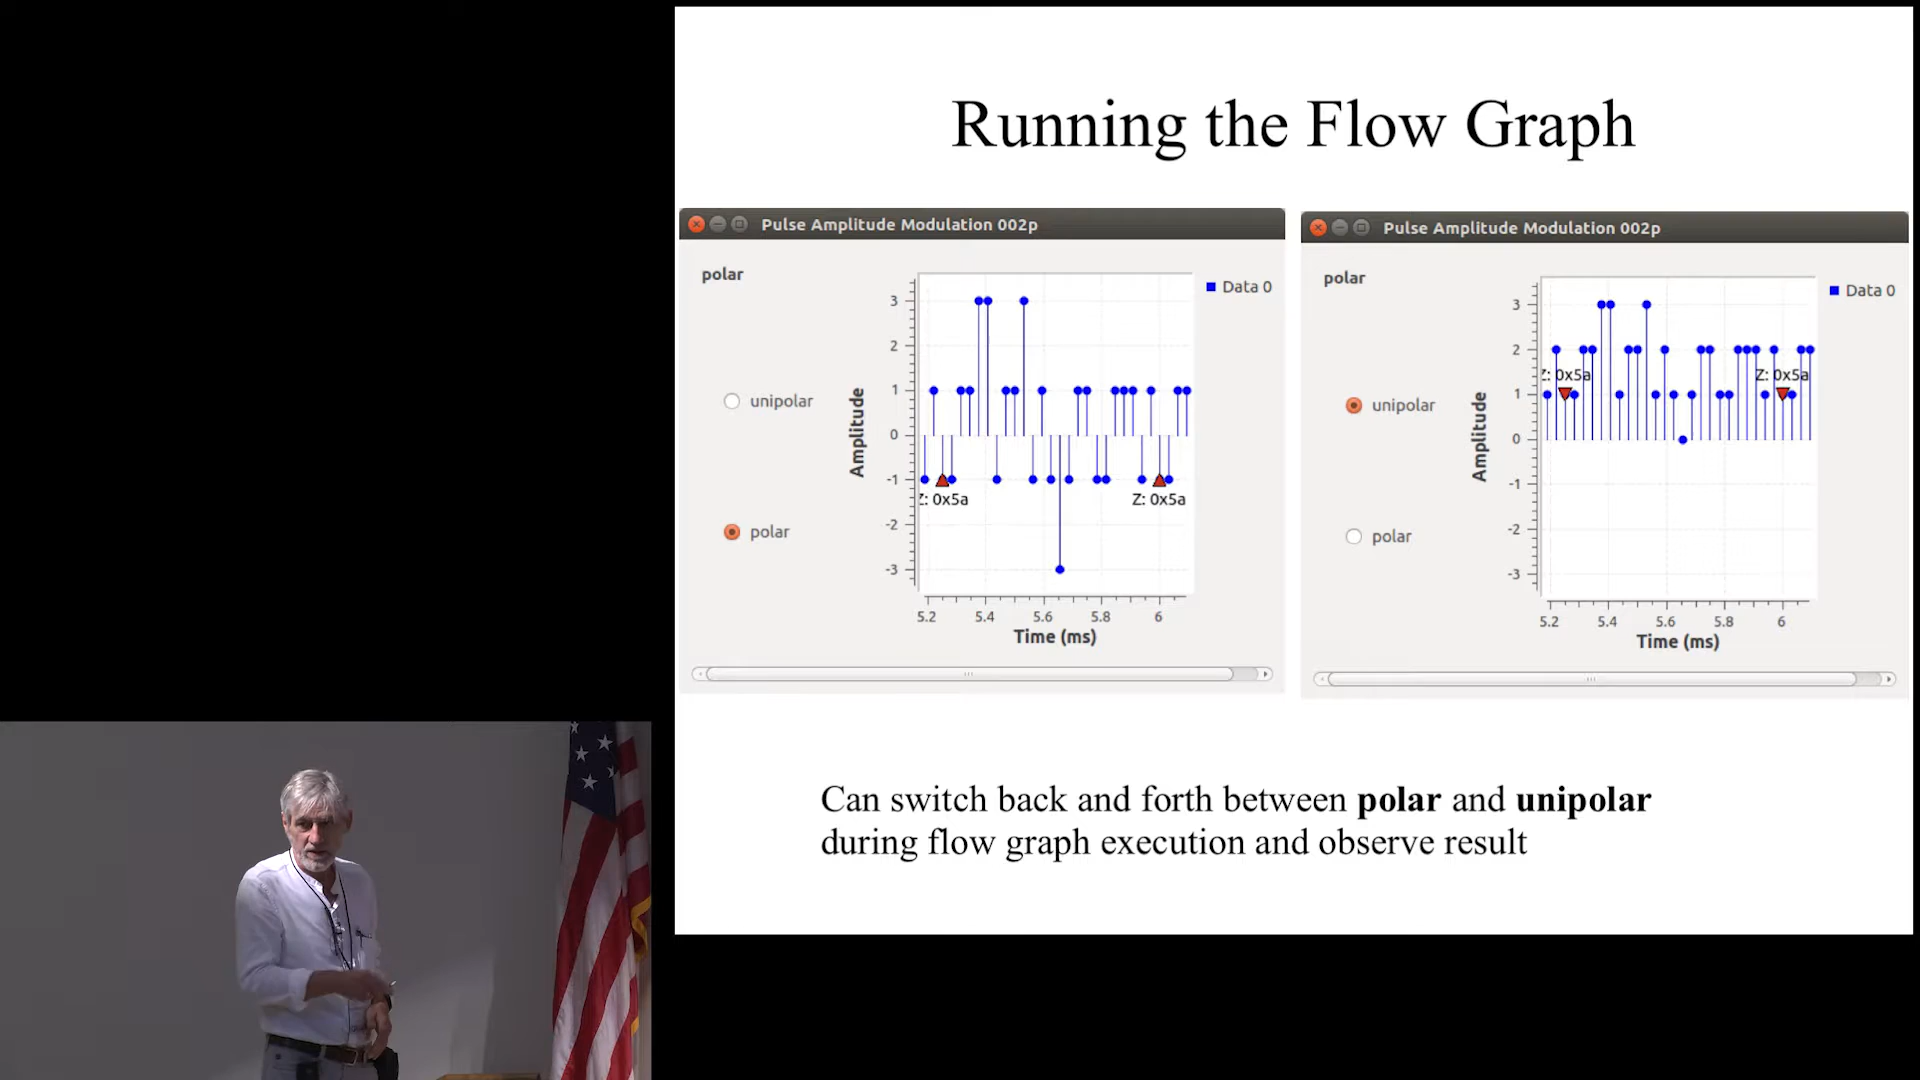 Running the Flow Graph
Pulse Amplitude Modulation 002p
polar
unipolar
polar
Amplitude
3
2
1
0
-1
-2
-3
Z: 0x5a
Z: 0x5a
Data 0
5.2 5.4 5.6 5.8 6
Time (ms)
Pulse Amplitude Modulation 002p
polar
unipolar
polar
Amplitude
3
2
1
0
-1
-2
-3
Z: 0x5a
Z: 0x5a
Data 0
5.2 5.4 5.6 5.8 6
Time (ms)
Can switch back and forth between polar and unipolar
during flow graph execution and observe result